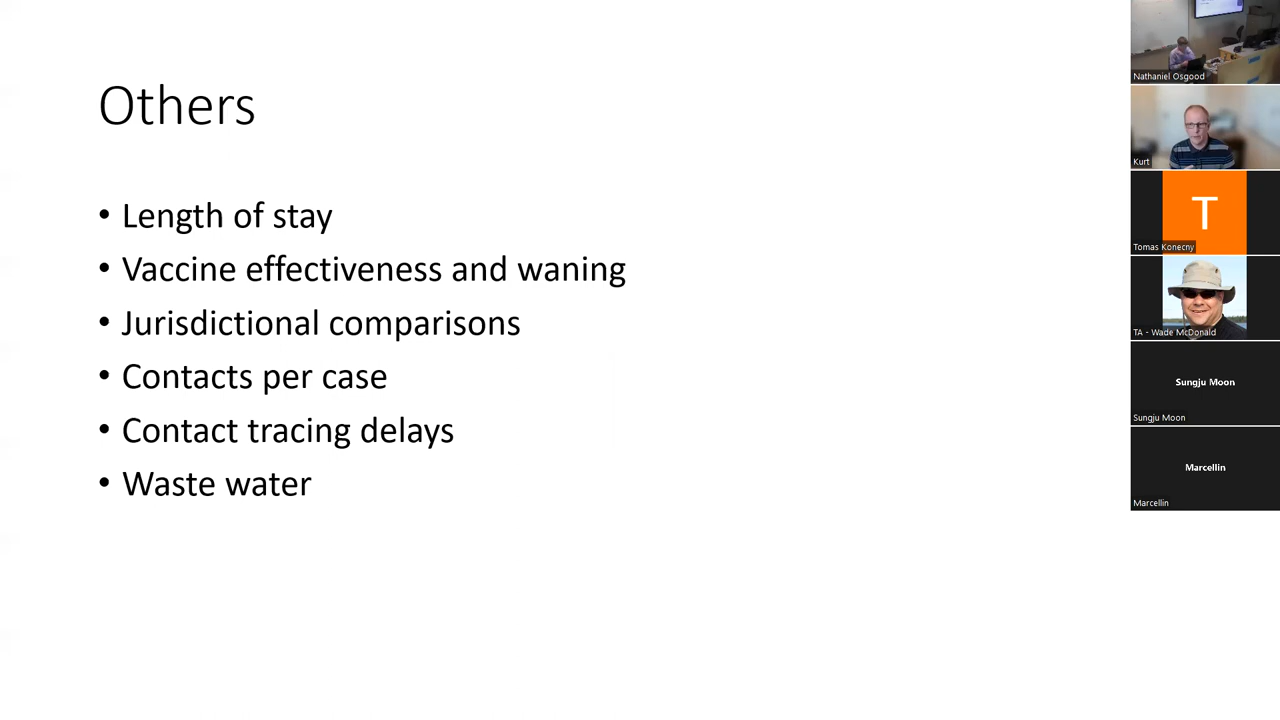 Others
• Length of stay
• Vaccine effectiveness and waning
• Jurisdictional comparisons
• Contacts per case
• Contact tracing delays
• Waste water
Nathaniel Osgood
Kurt
T
Tomas Konecny
TA - Wade McDonald
Sungju Moon
Sungju Moon
Marcellin
Marcellin